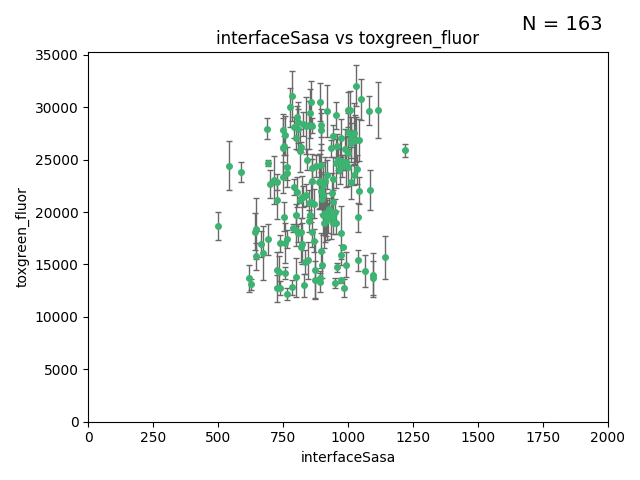 N = 163
interfaceSasa vs toxgreen_fluor
35000
30000
25000
20000
15000
10000
5000
0
toxgreen_fluor
0 250 500 750 1000 1250 1500 1750 2000
interfaceSasa